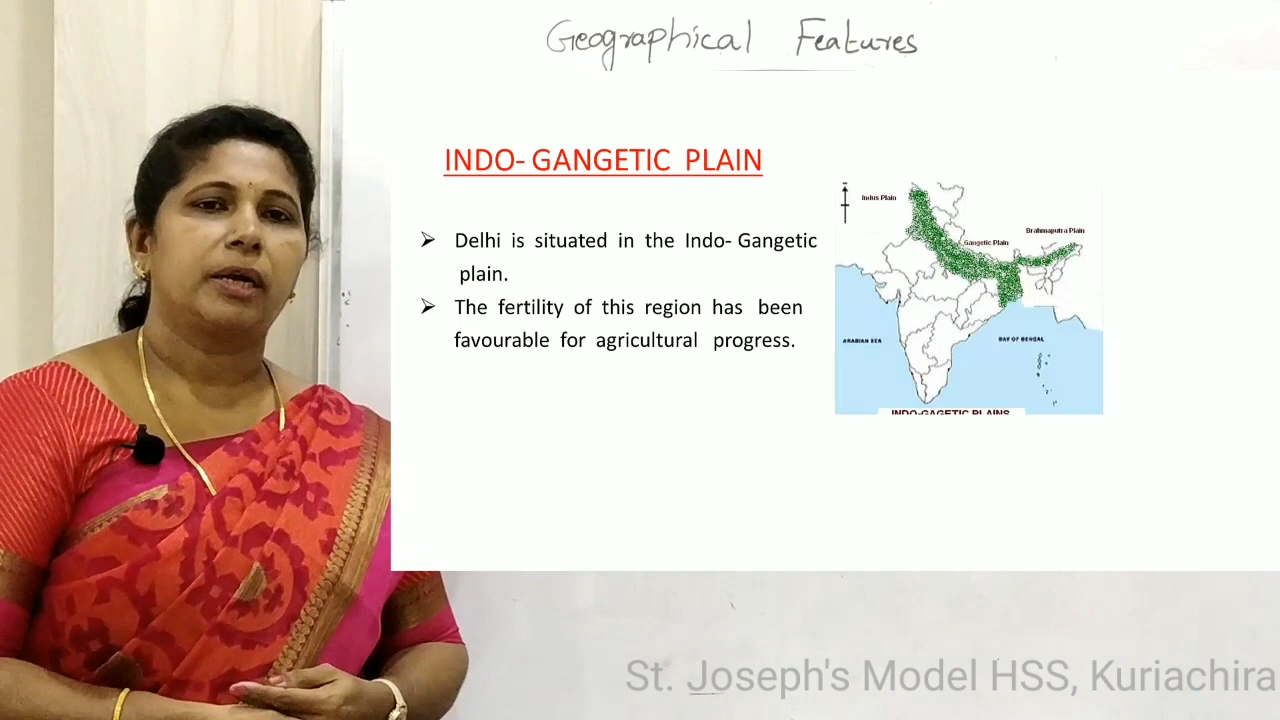 Geographical Features
INDO- GANGETIC PLAIN
➢ Delhi is situated in the Indo- Gangetic
plain.
➢ The fertility of this region has been
favourable for agricultural progress.
Indus Plain
Brahmaputra Plain
Gangetic Plain
ARABIAN SEA
BAY OF BENGAL
INDO-GAGETIC PLAINS
St. Joseph's Model HSS, Kuriachira